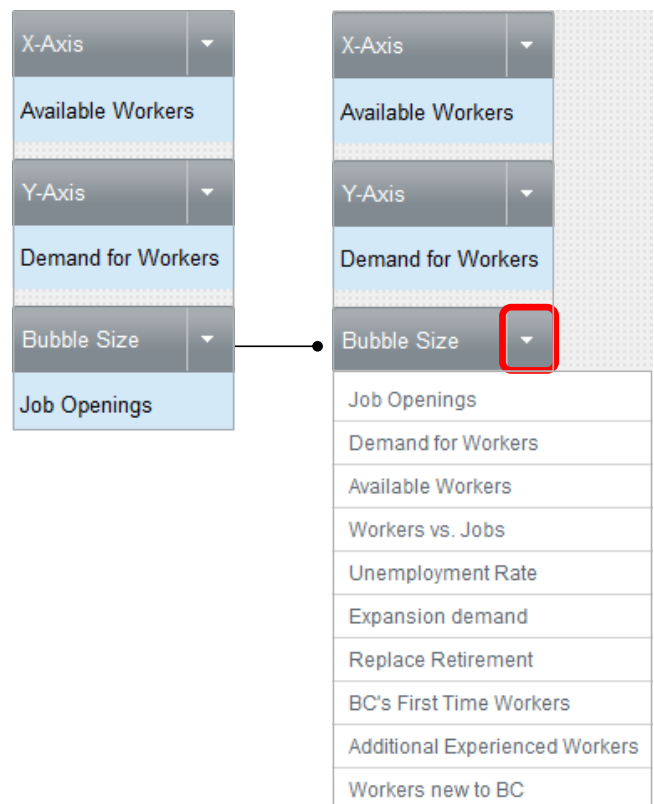 X-Axis
Available Workers
Y-Axis
Demand for Workers
Bubble Size
Job Openings
X-Axis
Available Workers
Y-Axis
Demand for Workers
Bubble Size
Job Openings
Demand for Workers
Available Workers
Workers vs. Jobs
Unemployment Rate
Expansion demand
Replace Retirement
BC's First Time Workers
Additional Experienced Workers
Workers new to BC